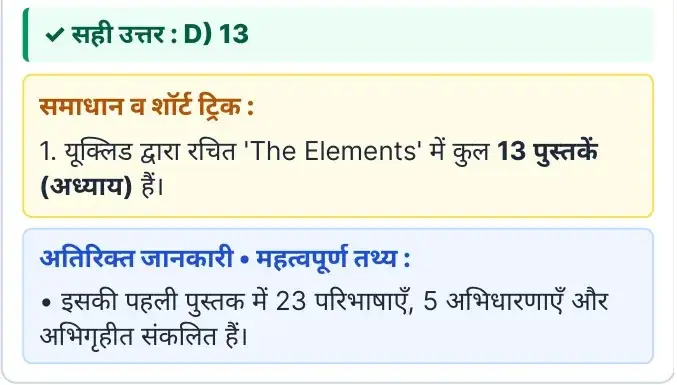 ✓ सही उत्तर : D) 13
समाधान व शॉर्ट ट्रिक :
1. यूक्लिड द्वारा रचित 'The Elements' में कुल 13 पुस्तकें
(अध्याय) हैं।
अतिरिक्त जानकारी • महत्वपूर्ण तथ्य :
• इसकी पहली पुस्तक में 23 परिभाषाएँ, 5 अभिधारणाएँ और
अभिगृहीत संकलित हैं।